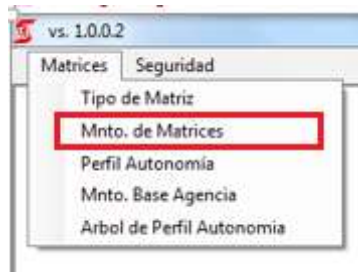 vs. 1.0.0.2
Matrices Seguridad
Tipo de Matriz
Mnto. de Matrices
Perfil Autonomía
Mnto. Base Agencia
Arbol de Perfil Autonomia